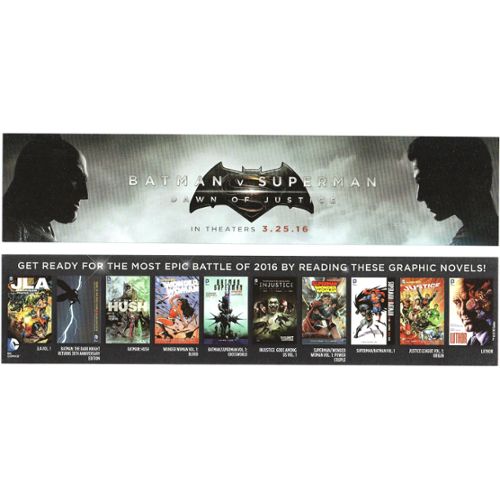 BATMAN V SUPERMAN
DAWN OF JUSTICE
IN THEATERS 3.25.16
GET READY FOR THE MOST EPIC BATTLE OF 2016 BY READING THESE GRAPHIC NOVELS!
JLA
HUSH
INJUSTICE
LUTHOR
JLA VOL. 1
BATMAN: THE DARK KNIGHT
RETURNS 30TH ANNIVERSARY
EDITION
BATMAN: HUSH
WONDER WOMAN VOL. 1:
BLOOD
BATMAN/SUPERMAN VOL. 1:
CROSS WORLD
INJUSTICE: GODS AMONG
US VOL. 1
SUPERMAN/WONDER
WOMAN VOL. 1: POWER
COUPLE
SUPERMAN/BATMAN VOL. 1
JUSTICE LEAGUE VOL. 1:
ORIGIN
LUTHOR